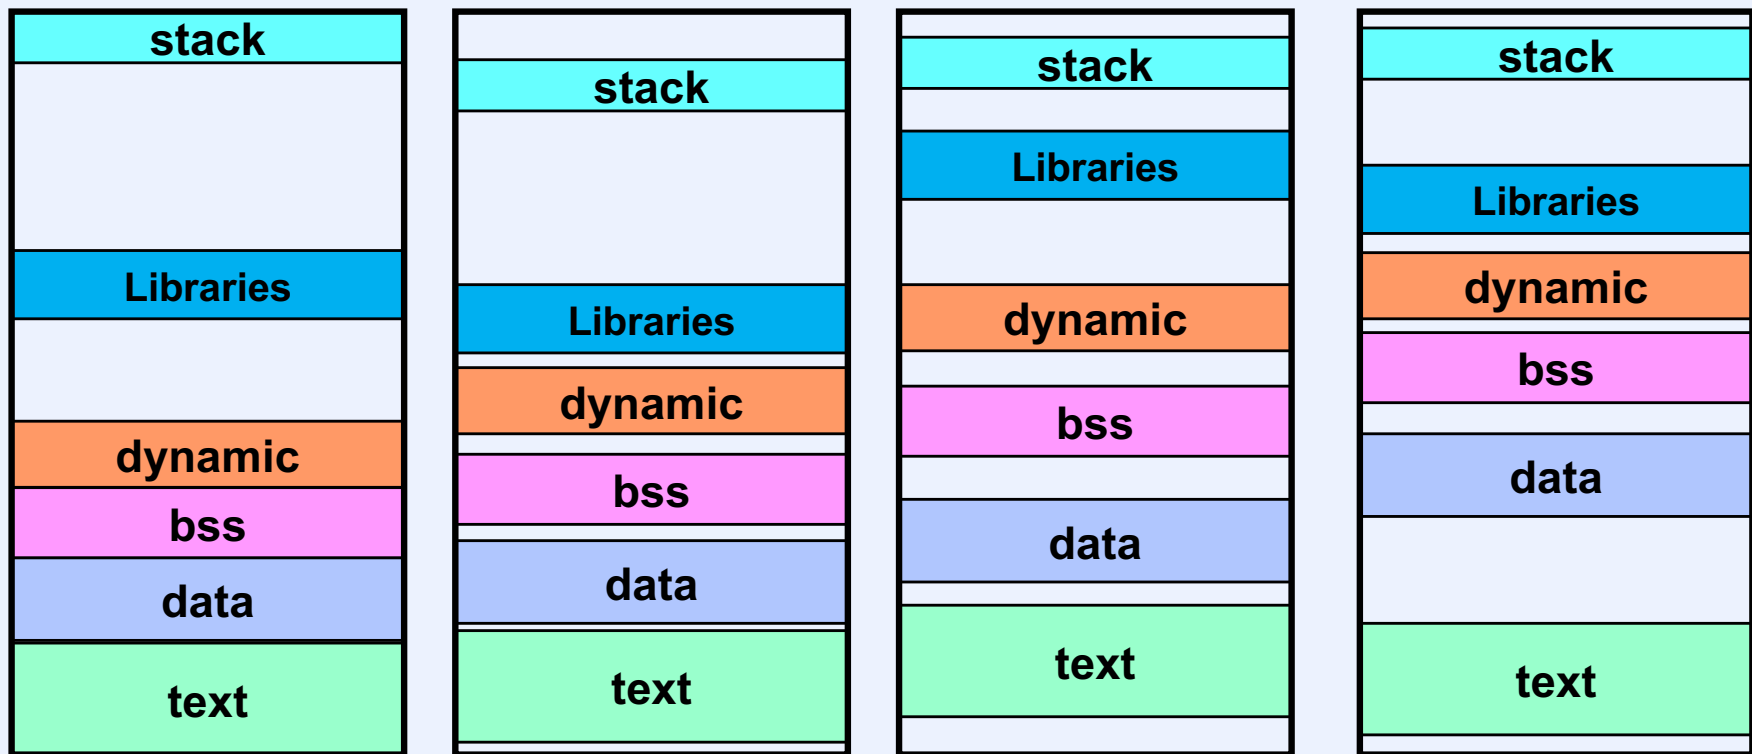 stack
Libraries
dynamic
bss
data
text
stack
Libraries
dynamic
bss
data
text
stack
Libraries
dynamic
bss
data
text
stack
Libraries
dynamic
bss
data
text